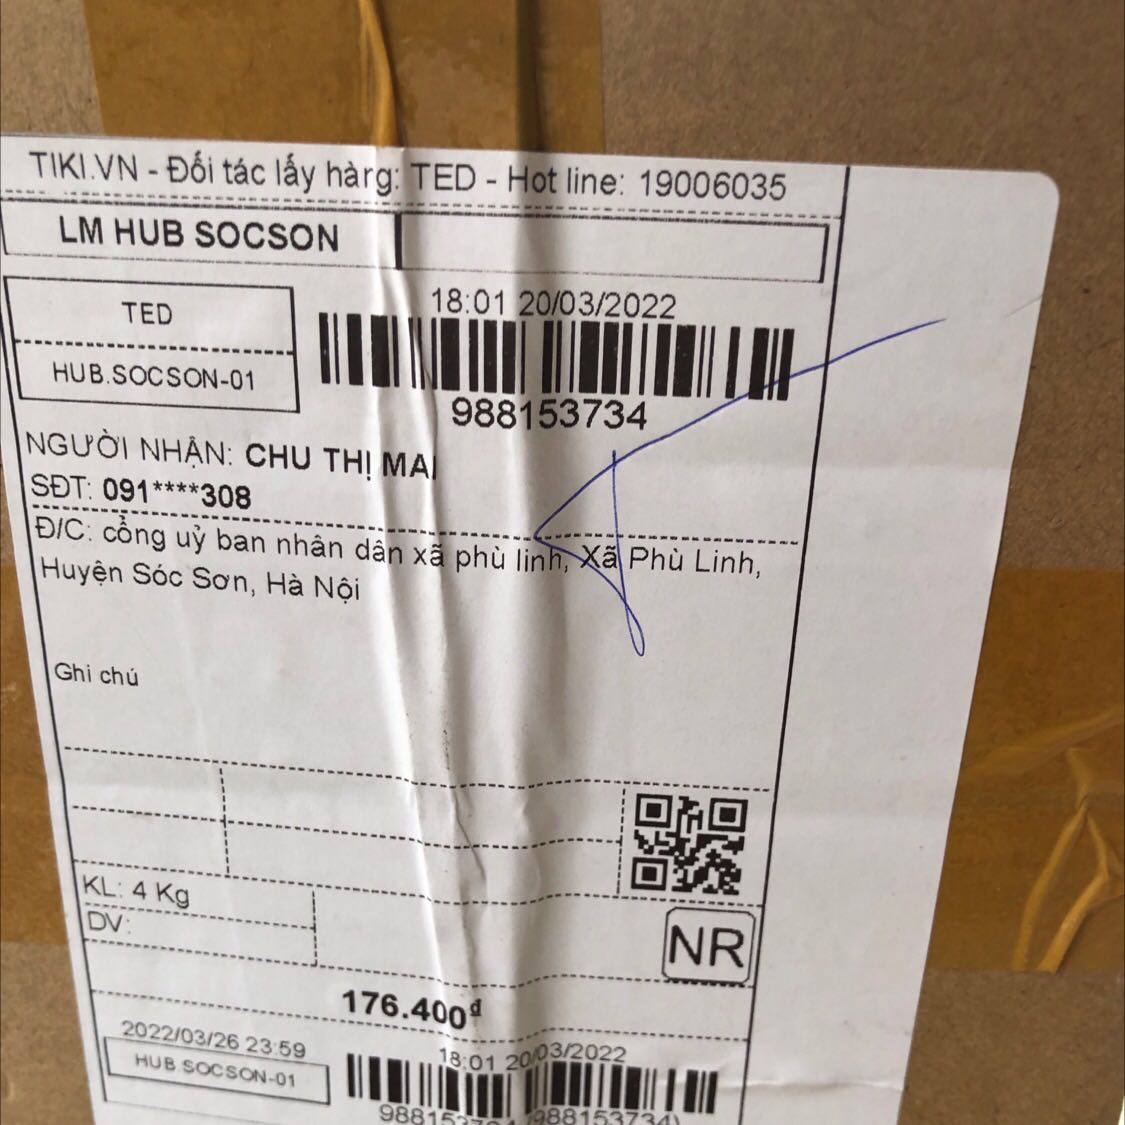 TIKI.VN - Đối tác lấy hàng: TED - Hot line: 19006035
LM HUB SOCSON
TED
HUB.SOCSON-01
18:01 20/03/2022
988153734
NGƯỜI NHẬN: CHU THỊ MAI
SĐT: 091****308
Đ/C: cổng uỷ ban nhân dân xã phù linh, Xã Phù Linh,
Huyện Sóc Sơn, Hà Nội
Ghi chú
KL: 4 Kg
DV:
NR
176.400đ
2022/03/26 23:59
HUB.SOCSON-01
18:01 20/03/2022
988153734 (988153734)